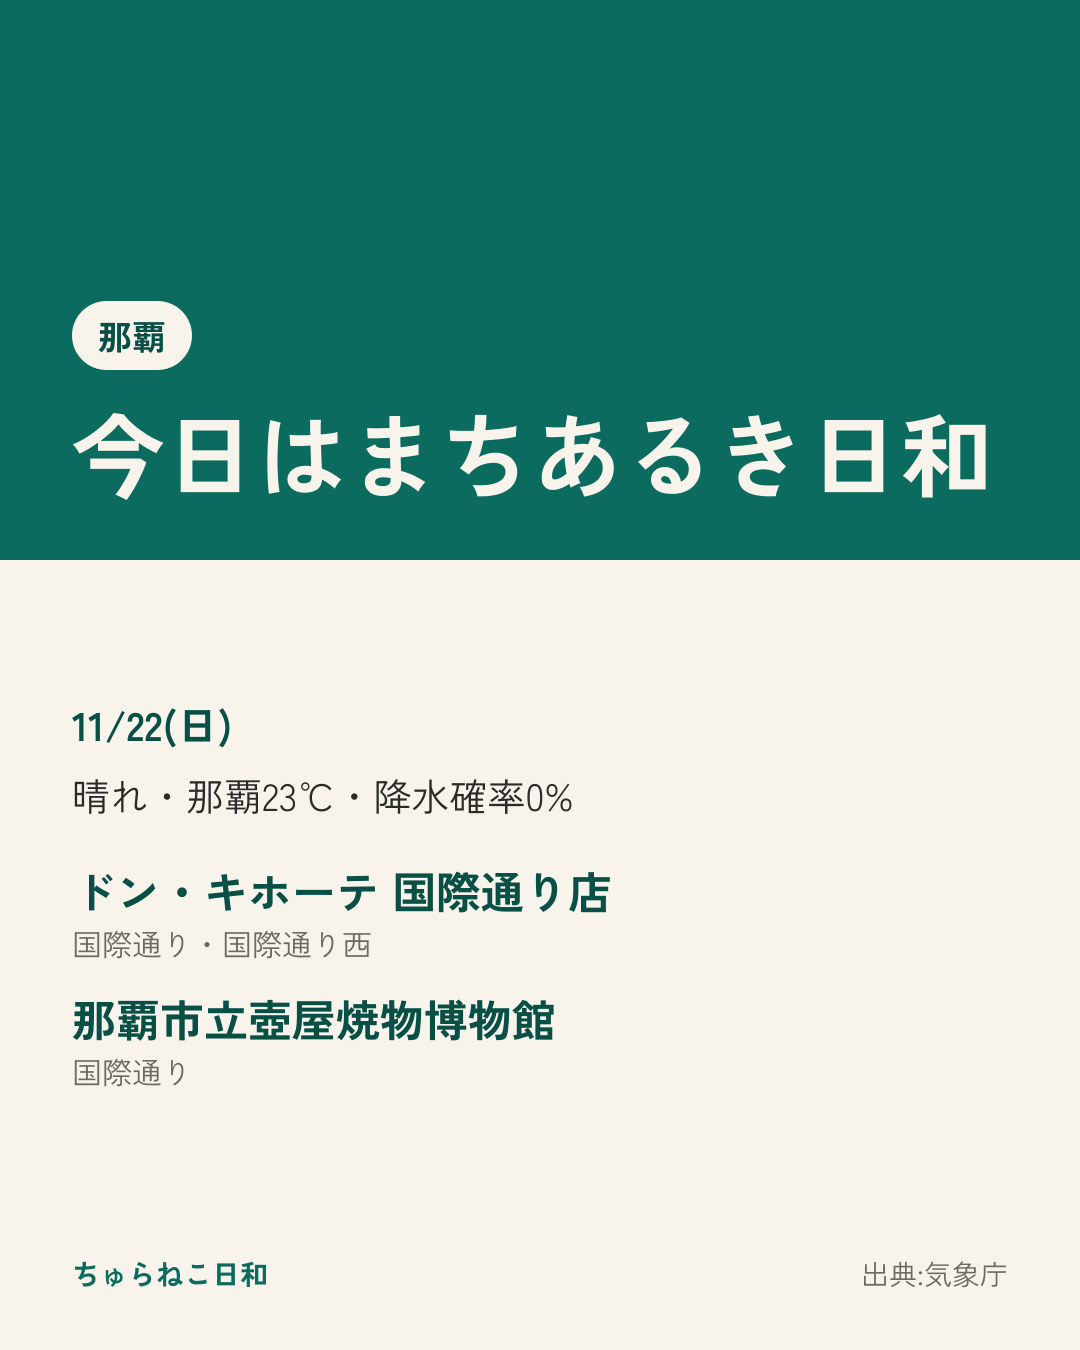 那覇
今日はまちあるき日和
11/22(日)
晴れ・那覇23℃・降水確率0%
ドン・キホーテ 国際通り店
国際通り・国際通り西
那覇市立壺屋焼物博物館
国際通り
ちゅらねこ日和
出典:気象庁